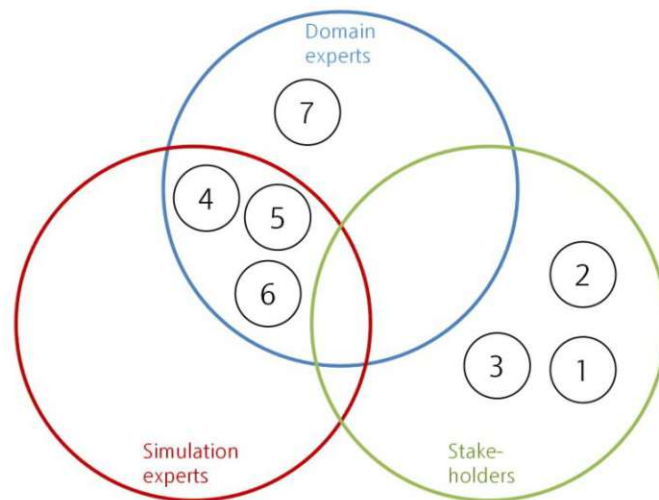 Domain
experts
7
4
5
6
2
3
1
Simulation
experts
Stake-
holders